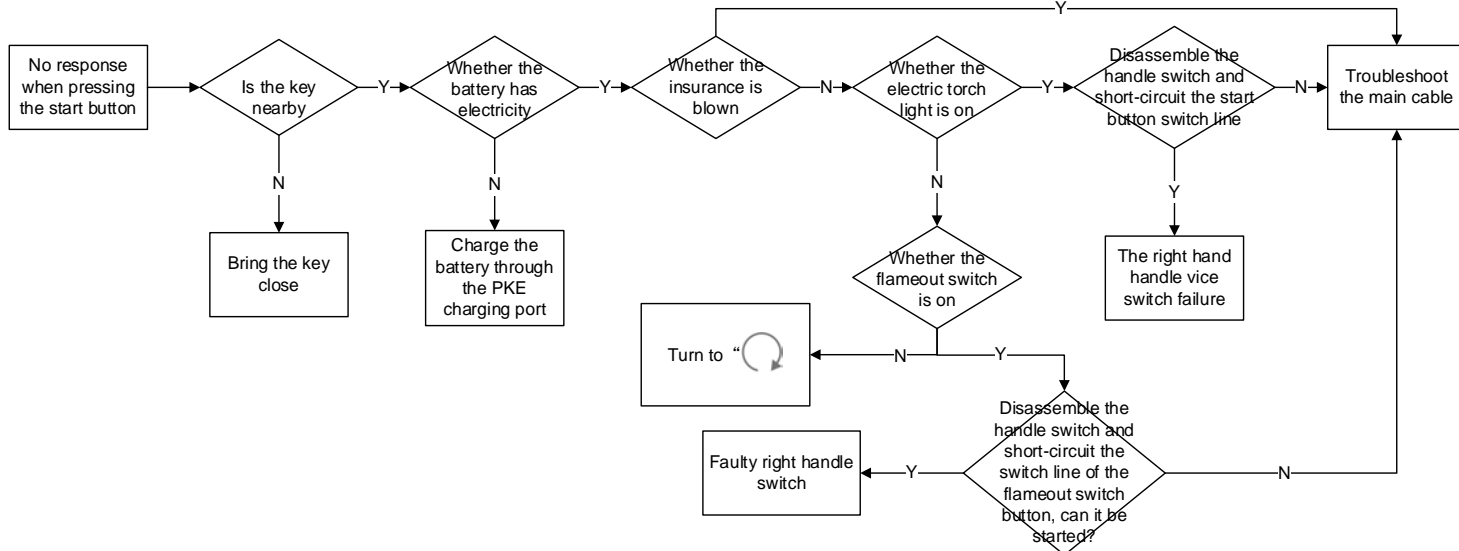 Y
No response
when pressing
the start button
Is the key
nearby
Y
Whether the
battery has
electricity
Y
Whether the
insurance is
blown
N
Whether the
electric torch
light is on
Y
Disassemble the
handle switch and
short-circuit the start
button switch line
N
Troubleshoot
the main cable
N
N
N
Y
Bring the key
close
Charge the
battery through
the PKE
charging port
Whether the
flameout switch
is on
The right hand
handle vice
switch failure
Turn to “
N
Y
Faulty right handle
switch
Y
Disassemble the
handle switch and
short-circuit the
switch line of the
flameout switch
button, can it be
started?
N